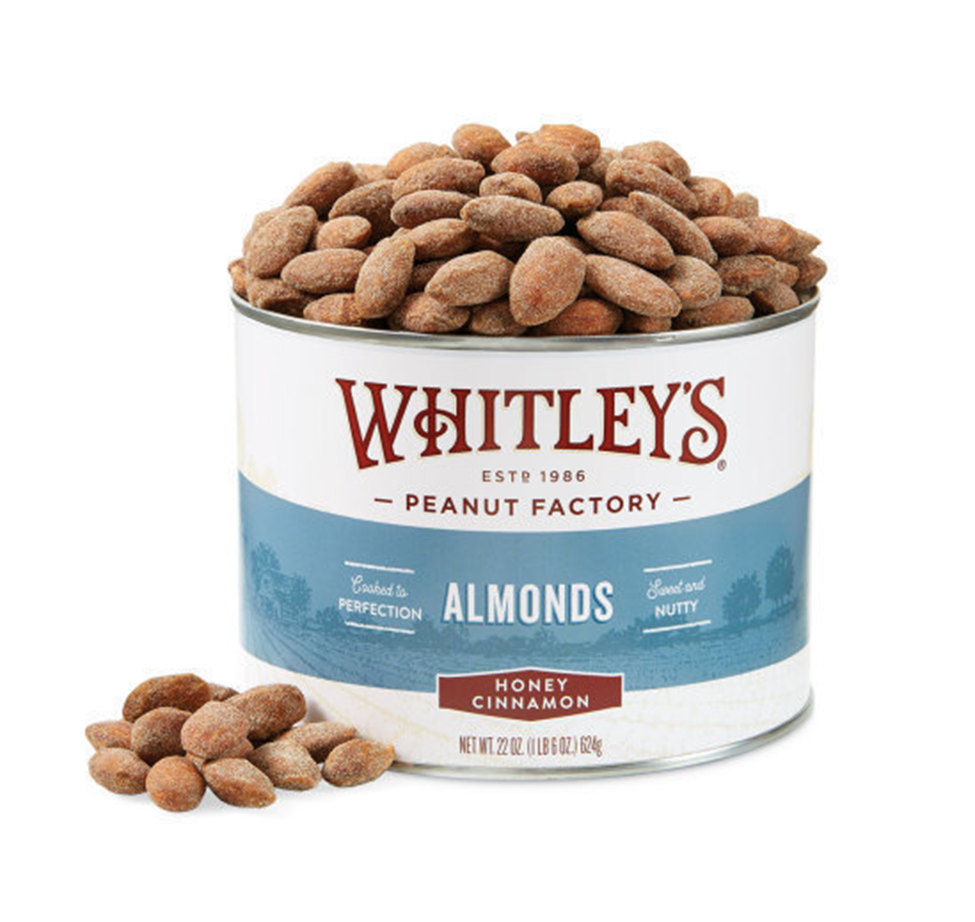 WHITLEY'S®
ESTD 1986
— PEANUT FACTORY —
Cooked to
PERFECTION
ALMONDS
Sweet and
NUTTY
HONEY
CINNAMON
NET WT. 22 OZ. (1 LB 6 OZ.) 624g